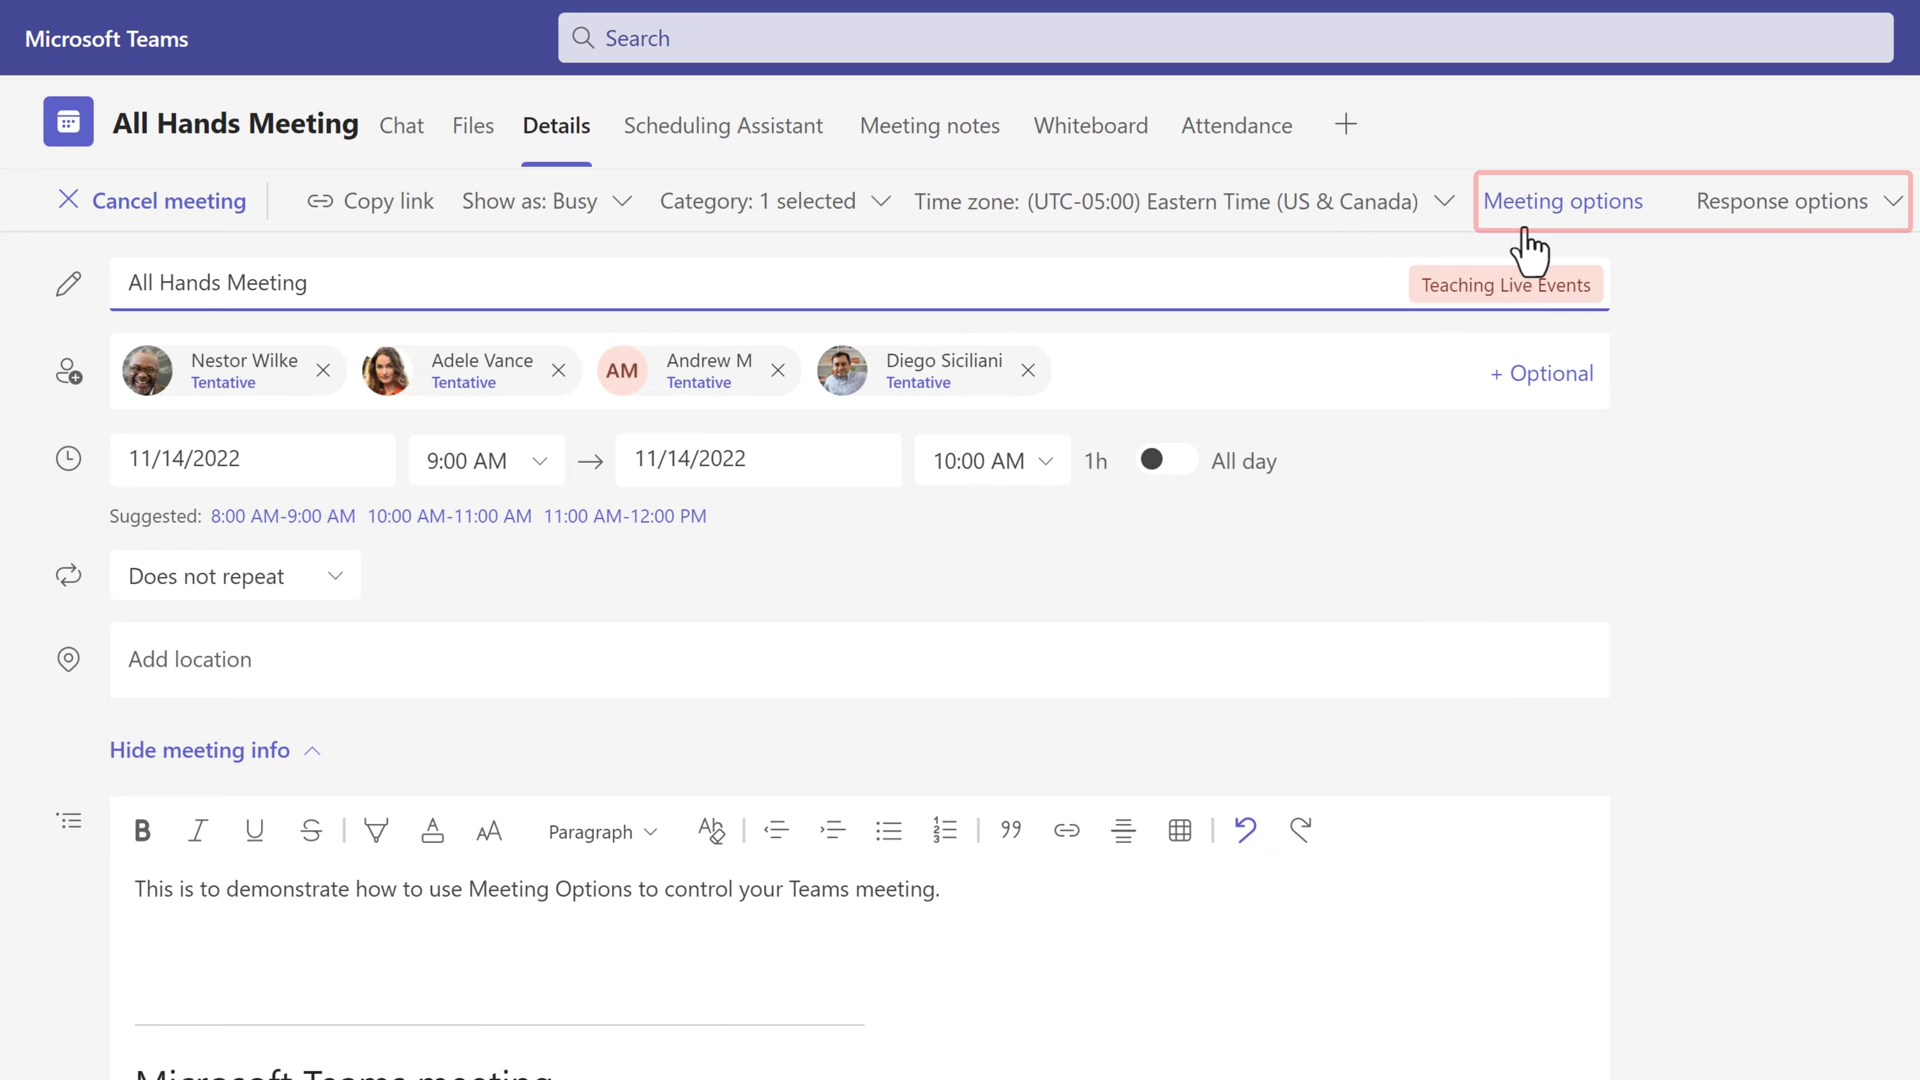 Microsoft Teams
Search
All Hands Meeting Chat Files Details Scheduling Assistant Meeting notes Whiteboard Attendance
Cancel meeting Copy link Show as: Busy Category: 1 selected Time zone: (UTC-05:00) Eastern Time (US & Canada) Meeting options Response options
All Hands Meeting Teaching Live Events
Nestor Wilke Adele Vance AM Andrew M Diego Siciliani
Tentative Tentative Tentative Tentative
+ Optional
11/14/2022 9:00 AM → 11/14/2022 10:00 AM 1h All day
Suggested: 8:00 AM-9:00 AM 10:00 AM-11:00 AM 11:00 AM-12:00 PM
Does not repeat
Add location
Hide meeting info
B I U S A AA Paragraph Ab
This is to demonstrate how to use Meeting Options to control your Teams meeting.
Microsoft Teams meeting